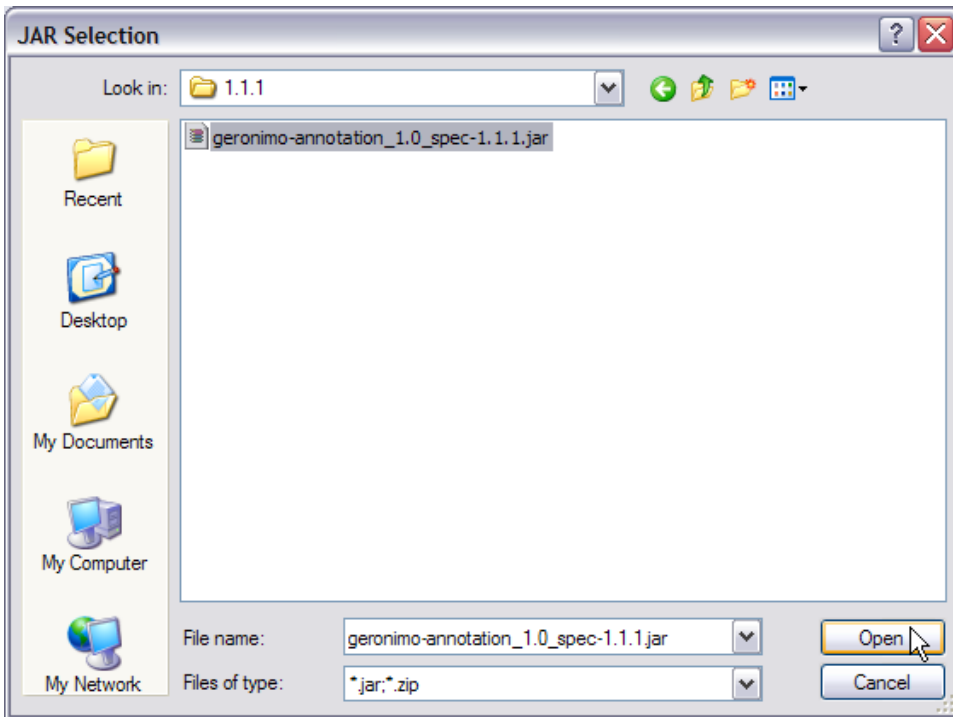 JAR Selection
?
Look in: 1.1.1
geronimo-annotation_1.0_spec-1.1.1.jar
Recent
Desktop
My Documents
My Computer
My Network
File name: geronimo-annotation_1.0_spec-1.1.1.jar
Open
Files of type: *.jar;*.zip
Cancel